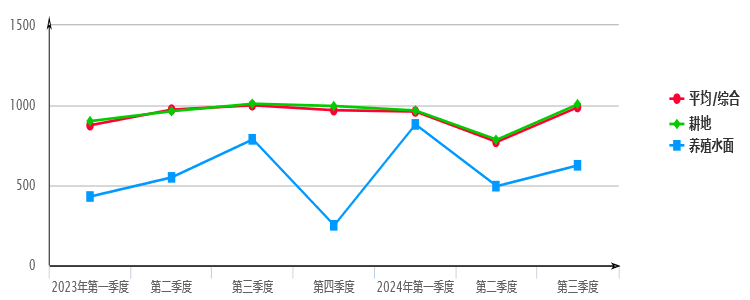 1500
1000
500
0
2023年第一季度 第二季度 第三季度 第四季度 2024年第一季度 第二季度 第三季度
平均/综合
耕地
养殖水面